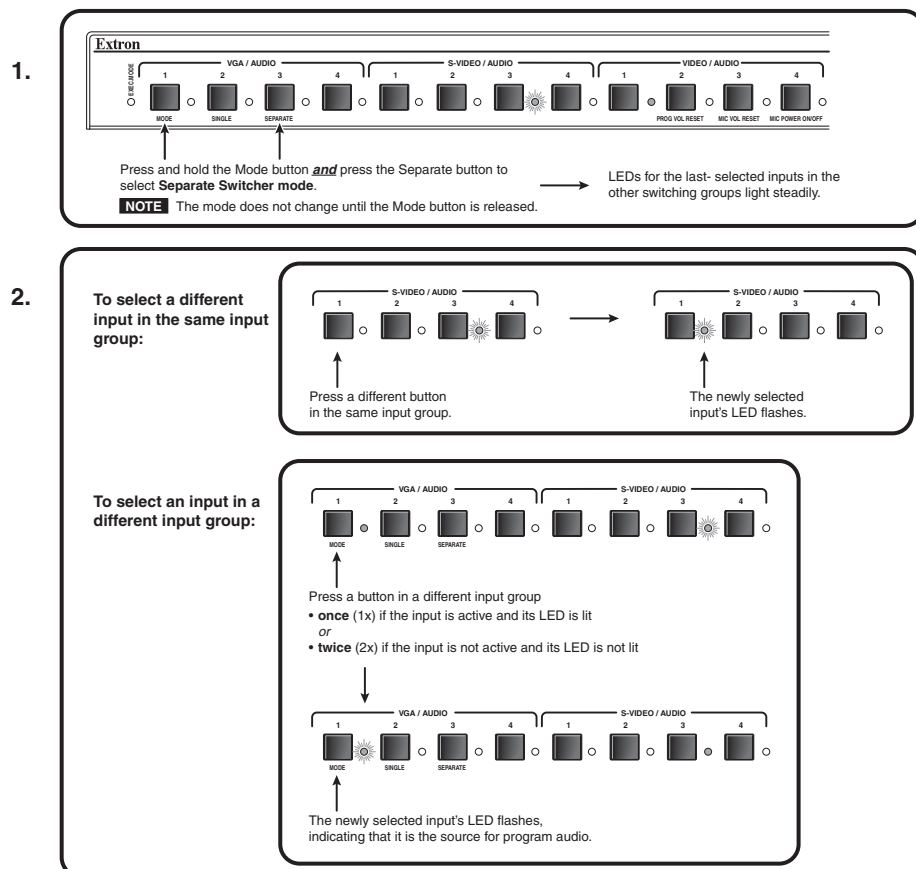 1.
Extron
EXEC.MODE
VGA / AUDIO
S-VIDEO / AUDIO
VIDEO / AUDIO
1 2 3 4 1 2 3 4 1 2 3 4
MODE SINGLE SEPARATE PROG VOL RESET MIC VOL RESET MIC POWER ON/OFF
Press and hold the Mode button and press the Separate button to
select Separate Switcher mode.
NOTE The mode does not change until the Mode button is released.
LEDs for the last- selected inputs in the
other switching groups light steadily.
2.
To select a different
input in the same input
group:
S-VIDEO / AUDIO
1 2 3 4
S-VIDEO / AUDIO
1 2 3 4
Press a different button
in the same input group.
The newly selected
input's LED flashes.
To select an input in a
different input group:
VGA / AUDIO S-VIDEO / AUDIO
1 2 3 4 1 2 3 4
MODE SINGLE SEPARATE
Press a button in a different input group
• once (1x) if the input is active and its LED is lit
or
• twice (2x) if the input is not active and its LED is not lit
VGA / AUDIO S-VIDEO / AUDIO
1 2 3 4 1 2 3 4
MODE SINGLE SEPARATE
The newly selected input's LED flashes,
indicating that it is the source for program audio.